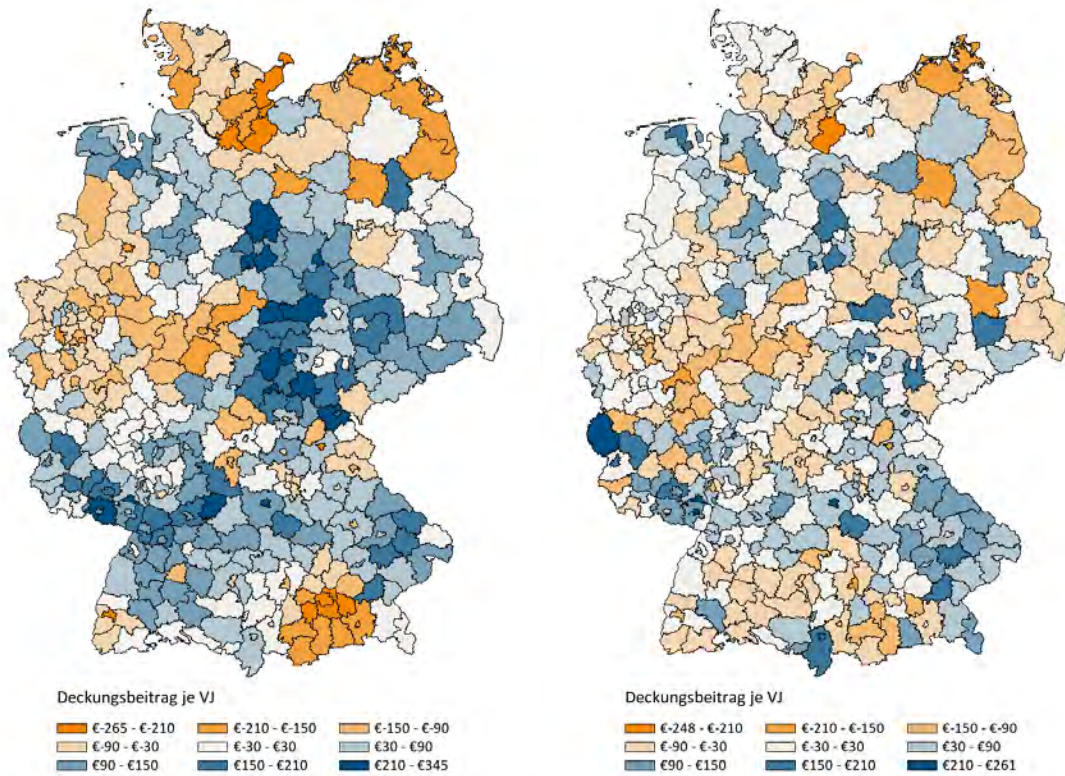 Deckungsbeitrag je VJ
€-265 - €-210 €-210 - €-150 €-150 - €-90
€-90 - €-30 €-30 - €30 €30 - €90
€90 - €150 €150 - €210 €210 - €345
Deckungsbeitrag je VJ
€-248 - €-210 €-210 - €-150 €-150 - €-90
€-90 - €-30 €-30 - €30 €30 - €90
€90 - €150 €150 - €210 €210 - €261